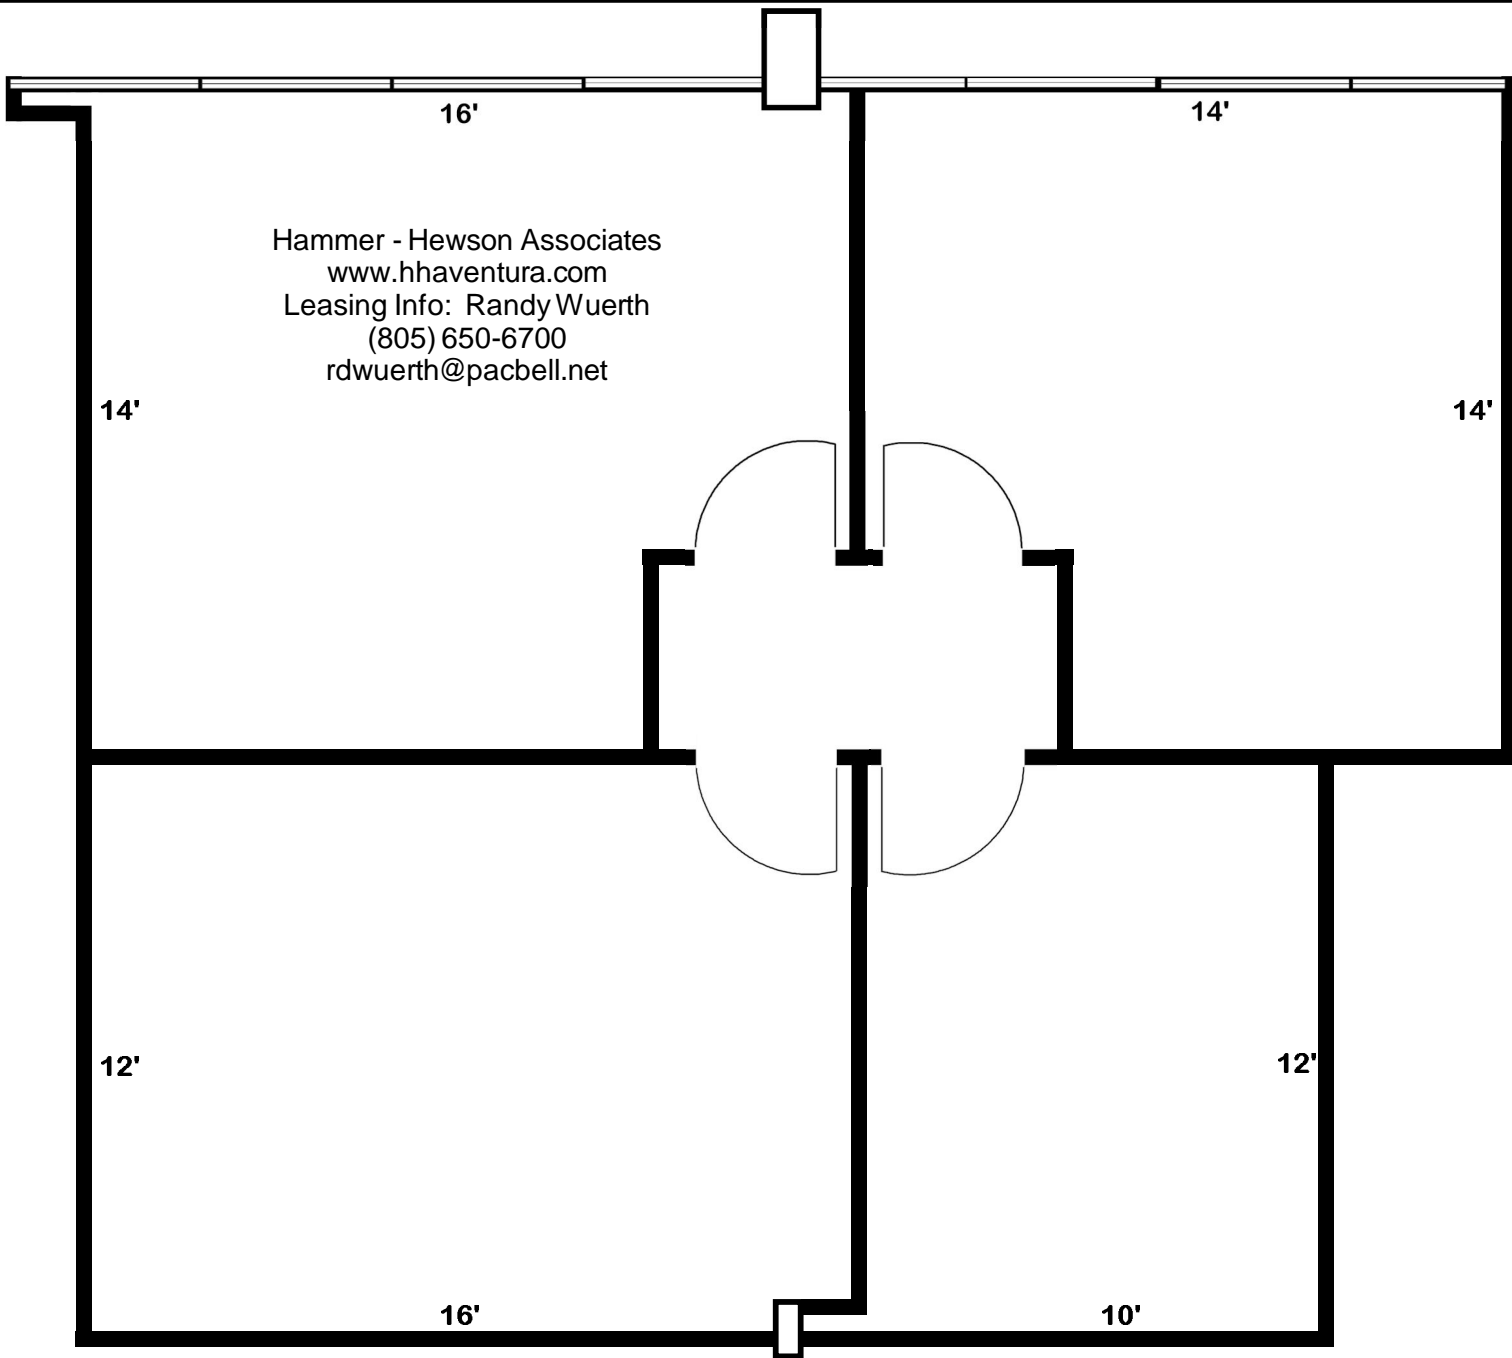 16'
14'
Hammer - Hewson Associates
www.hhaventura.com
Leasing Info: Randy Wuerth
(805) 650-6700
rdwuerth@pacbell.net
14'
14'
12'
12'
16'
10'